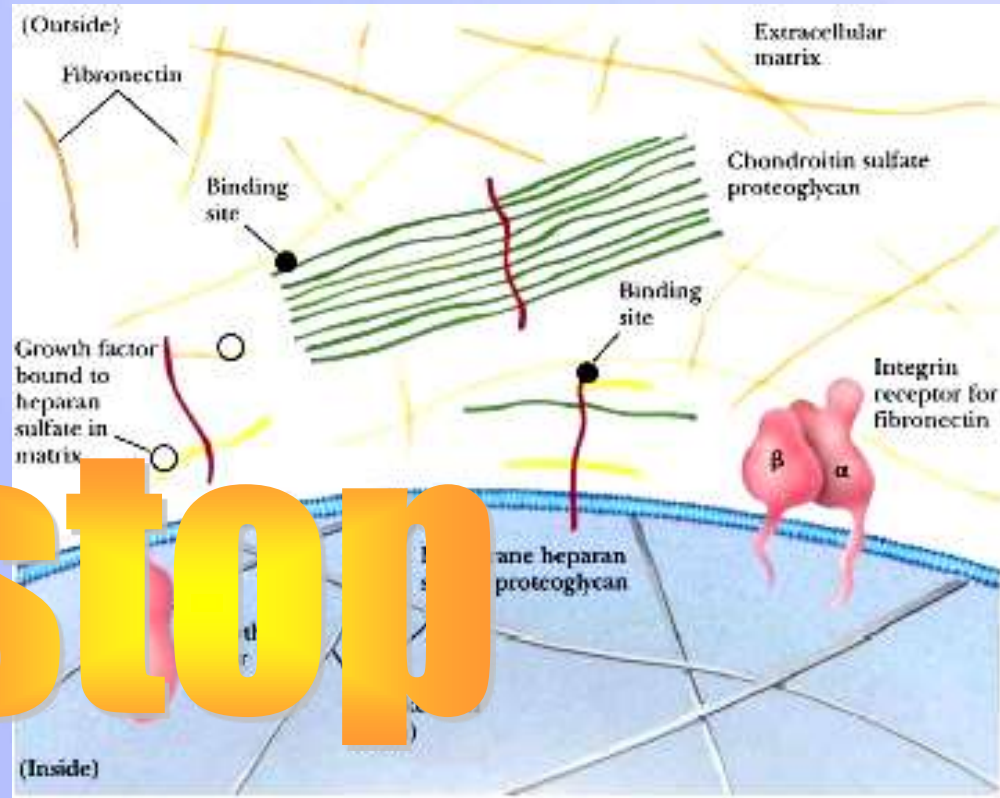 (Outside)
Extracellular
matrix
Fibronectin
Chondroitin sulfate
proteoglycan
Binding
site
Binding
site
Growth factor
bound to
heparan
sulfate in
matrix
Integrin
receptor for
fibronectin
β
α
stop
heparan
proteoglycan
(Inside)